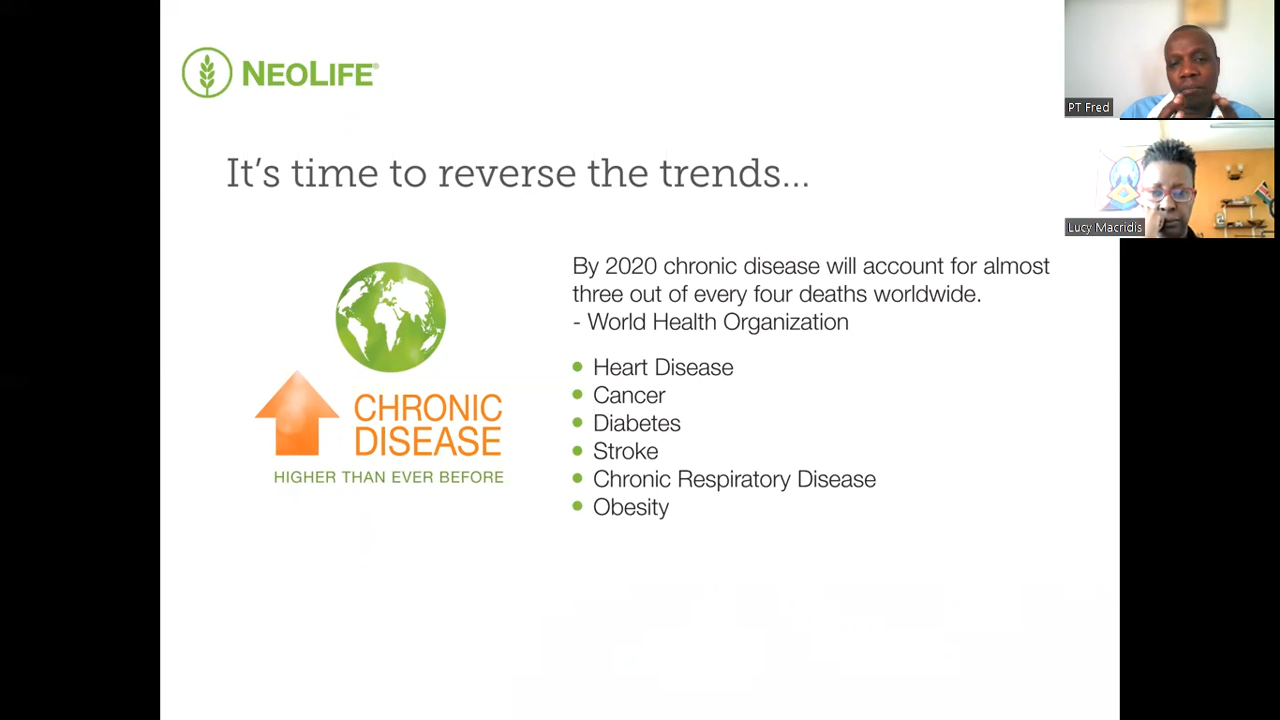 NEOLIFE®
It's time to reverse the trends...
CHRONIC
DISEASE
HIGHER THAN EVER BEFORE
By 2020 chronic disease will account for almost
three out of every four deaths worldwide.
- World Health Organization
Heart Disease
Cancer
Diabetes
Stroke
Chronic Respiratory Disease
Obesity
PT Fred
Lucy Macridis